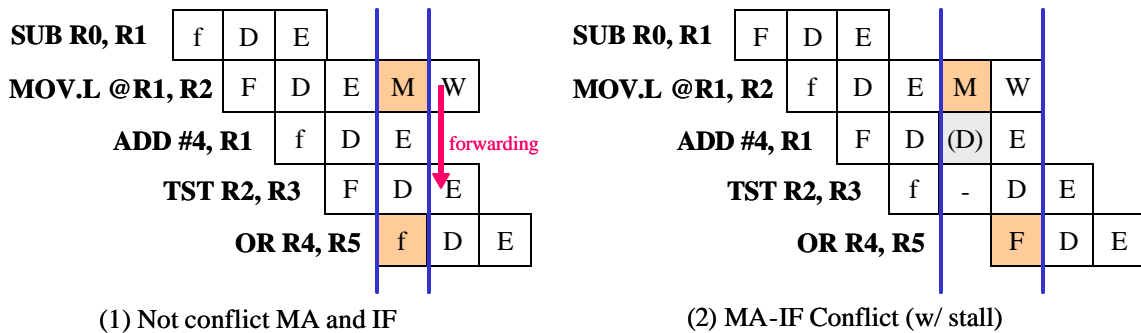 SUB R0, R1 f D E
MOV.L @R1, R2 F D E M W
ADD #4, R1 f D E forwarding
TST R2, R3 F D E
OR R4, R5 f D E
(1) Not conflict MA and IF
SUB R0, R1 F D E
MOV.L @R1, R2 f D E M W
ADD #4, R1 F D (D) E
TST R2, R3 f - D E
OR R4, R5 F D E
(2) MA-IF Conflict (w/ stall)